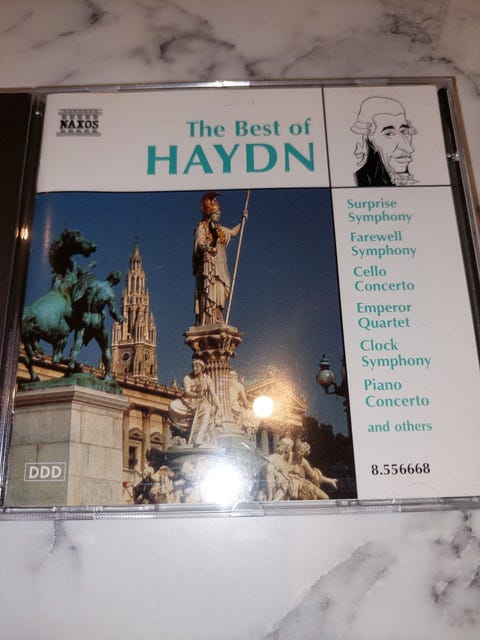 NAXOS
The Best of
HAYDN
Surprise
Symphony
Farewell
Symphony
Cello
Concerto
Emperor
Quartet
Clock
Symphony
Piano
Concerto
and others
DDD
8.556668